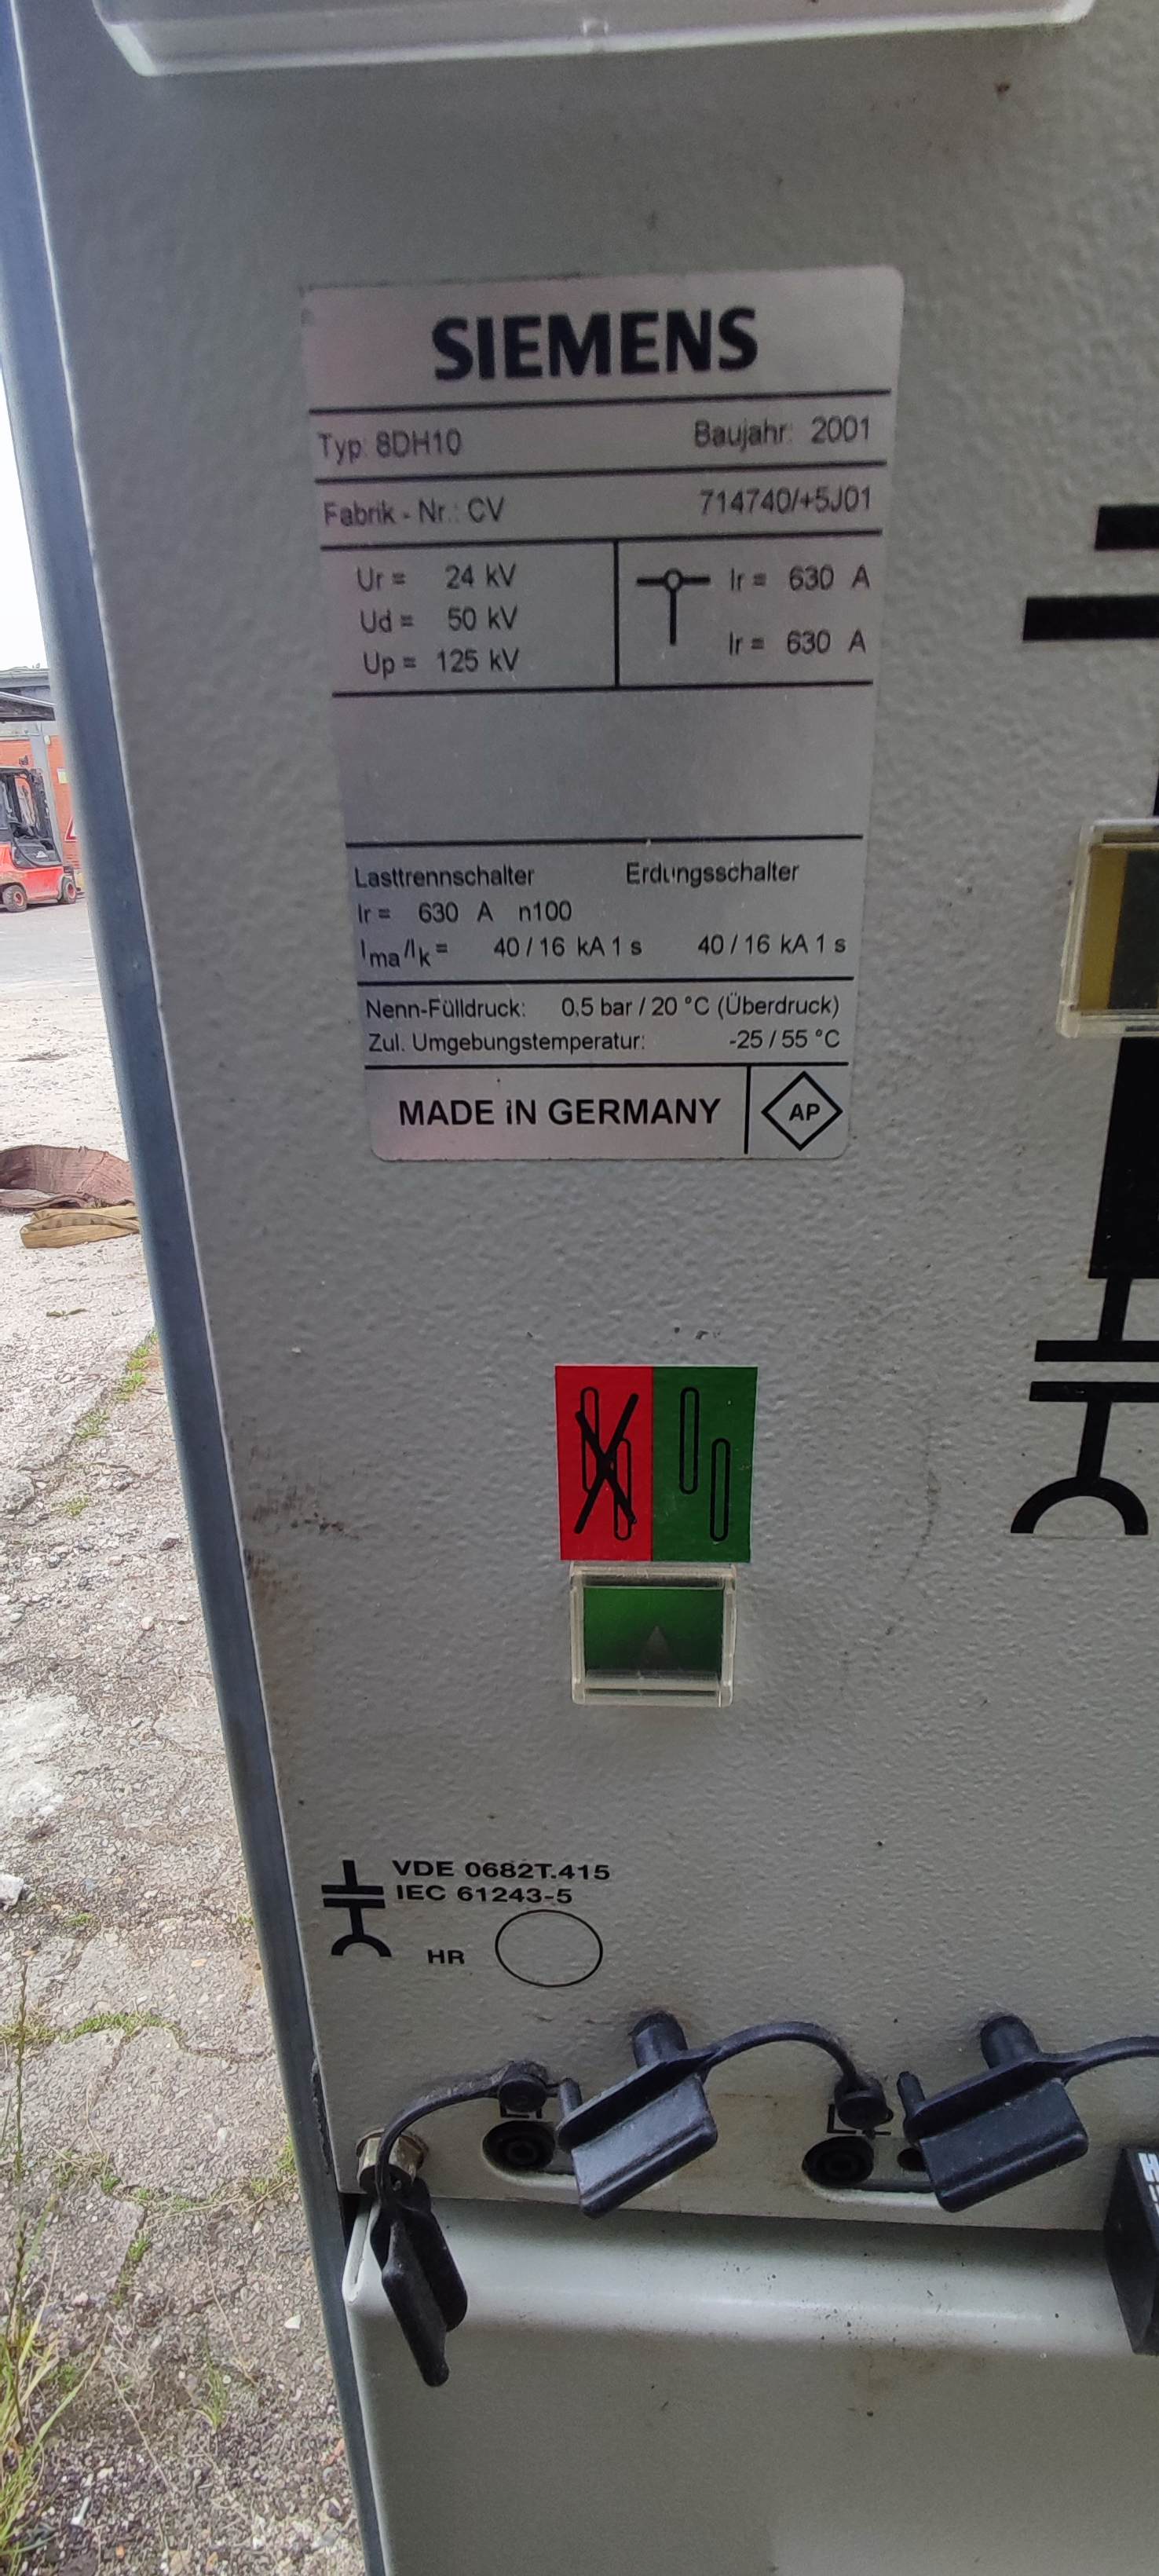 SIEMENS
Typ: 8DH10 Baujahr: 2001
Fabrik - Nr.: CV 714740/+5J01
Ur = 24 kV
Ud = 50 kV
Up = 125 kV
Ir = 630 A
Ir = 630 A
Lasttrennschalter Erdungsschalter
Ir = 630 A n100
Ima/Ik = 40 / 16 kA 1 s 40 / 16 kA 1 s
Nenn-Fülldruck: 0.5 bar / 20 °C (Überdruck)
Zul. Umgebungstemperatur: -25 / 55 °C
MADE IN GERMANY AP
VDE 0682T.415
IEC 61243-5
HR
L2